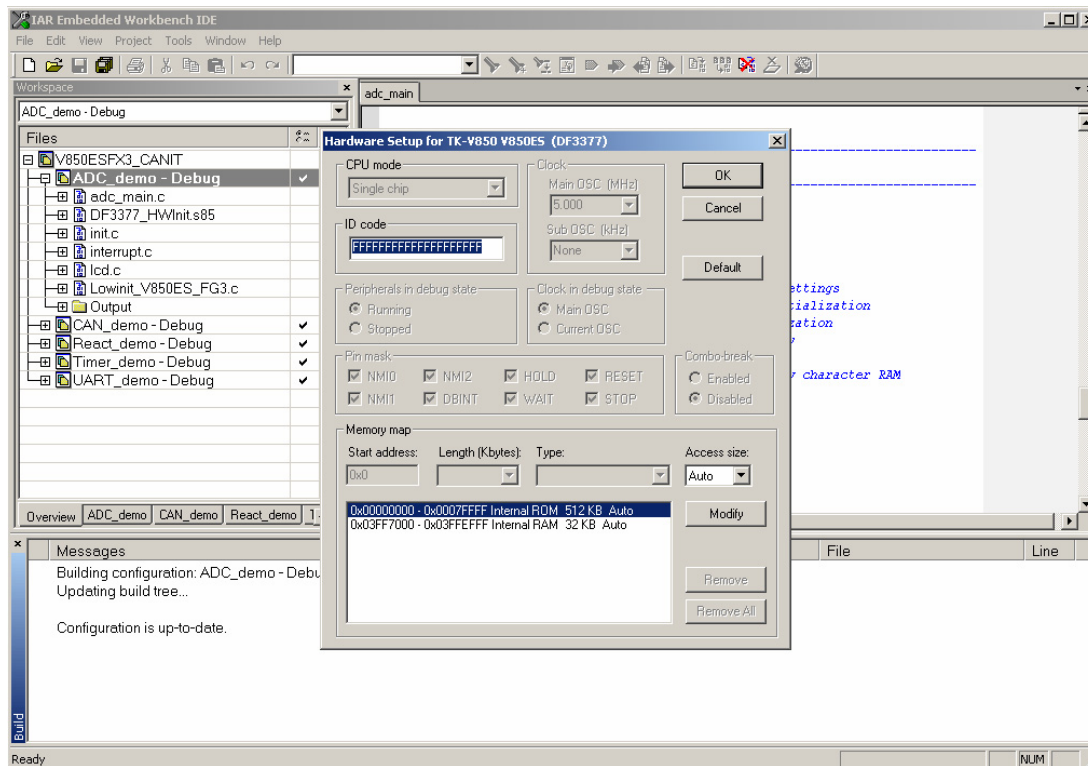 IAR Embedded Workbench IDE
File Edit View Project Tools Window Help
Workspace
ADC_demo - Debug
Files
V850ESFX3_CANIT
ADC_demo - Debug
adc_main.c
DF3377_HWInit.s85
init.c
interrupt.c
lcd.c
Lowinit_V850ES_FG3.c
Output
CAN_demo - Debug
React_demo - Debug
Timer_demo - Debug
UART_demo - Debug
Overview ADC_demo CAN_demo React_demo
adc_main
ettings
tialization
zation
y character RAM
Hardware Setup for TK-V850 V850ES (DF3377)
CPU mode
Single chip
ID code
FFFFFFFFFFFFFFFFFFFF
Clock
Main OSC (MHz)
5.000
Sub OSC (kHz)
None
OK
Cancel
Default
Peripherals in debug state
Running
Stopped
Clock in debug state
Main OSC
Current OSC
Pin mask
NMI0 NMI2 HOLD RESET
NMI1 DBINT WAIT STOP
Combo-break
Enabled
Disabled
Memory map
Start address: Length (Kbytes): Type: Access size:
0x0 Auto
0x00000000 - 0x0007FFFF Internal ROM 512 KB Auto
0x03FF7000 - 0x03FFEFFF Internal RAM 32 KB Auto
Modify
Remove
Remove All
Messages File Line
Building configuration: ADC_demo - Debu
Updating build tree...
Configuration is up-to-date.
Build
Ready NUM